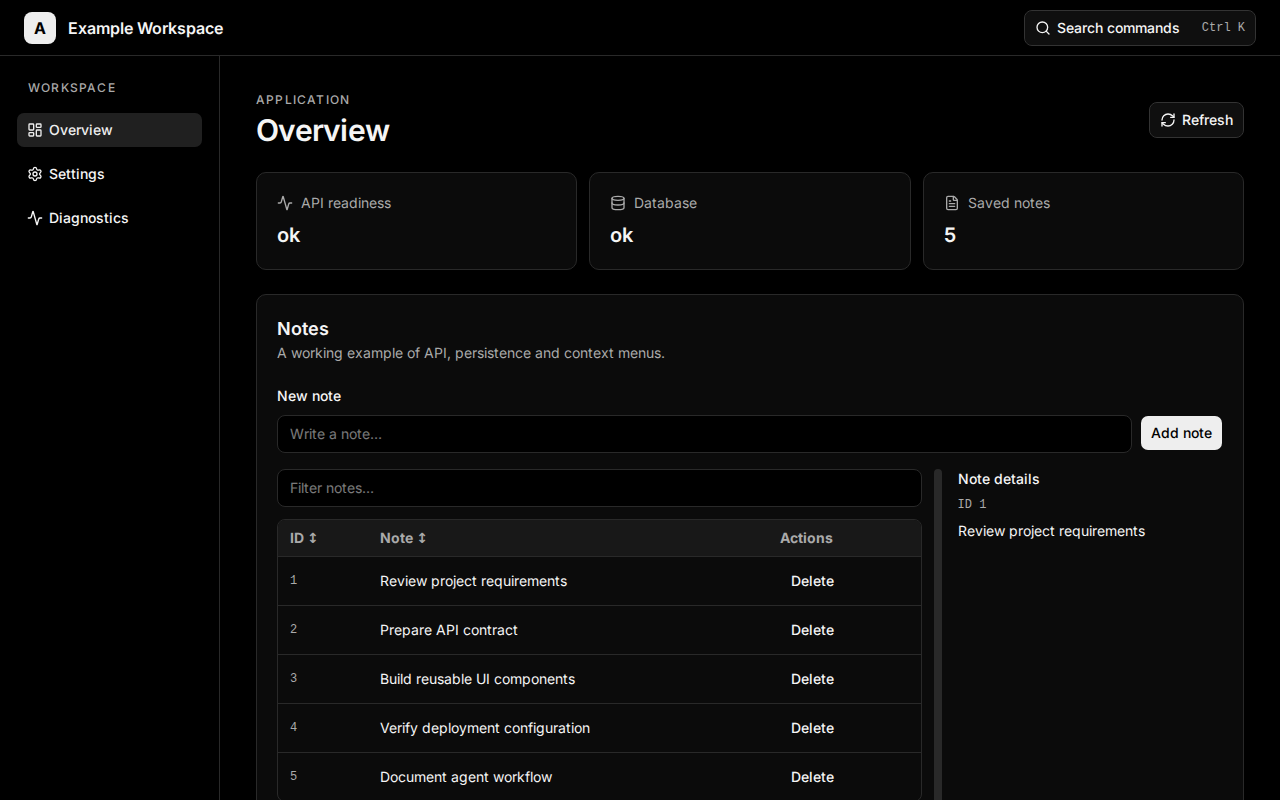 A Example Workspace
Search commands Ctrl K
WORKSPACE
Overview
Settings
Diagnostics
APPLICATION
Overview
Refresh
API readiness
ok
Database
ok
Saved notes
5
Notes
A working example of API, persistence and context menus.
New note
Write a note...
Add note
Filter notes...
ID ↕ Note ↕ Actions
1 Review project requirements Delete
2 Prepare API contract Delete
3 Build reusable UI components Delete
4 Verify deployment configuration Delete
5 Document agent workflow Delete
Note details
ID 1
Review project requirements